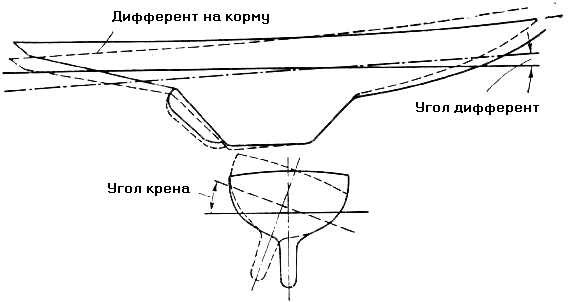 Дифферент на корму
Угол дифферент
Угол крена